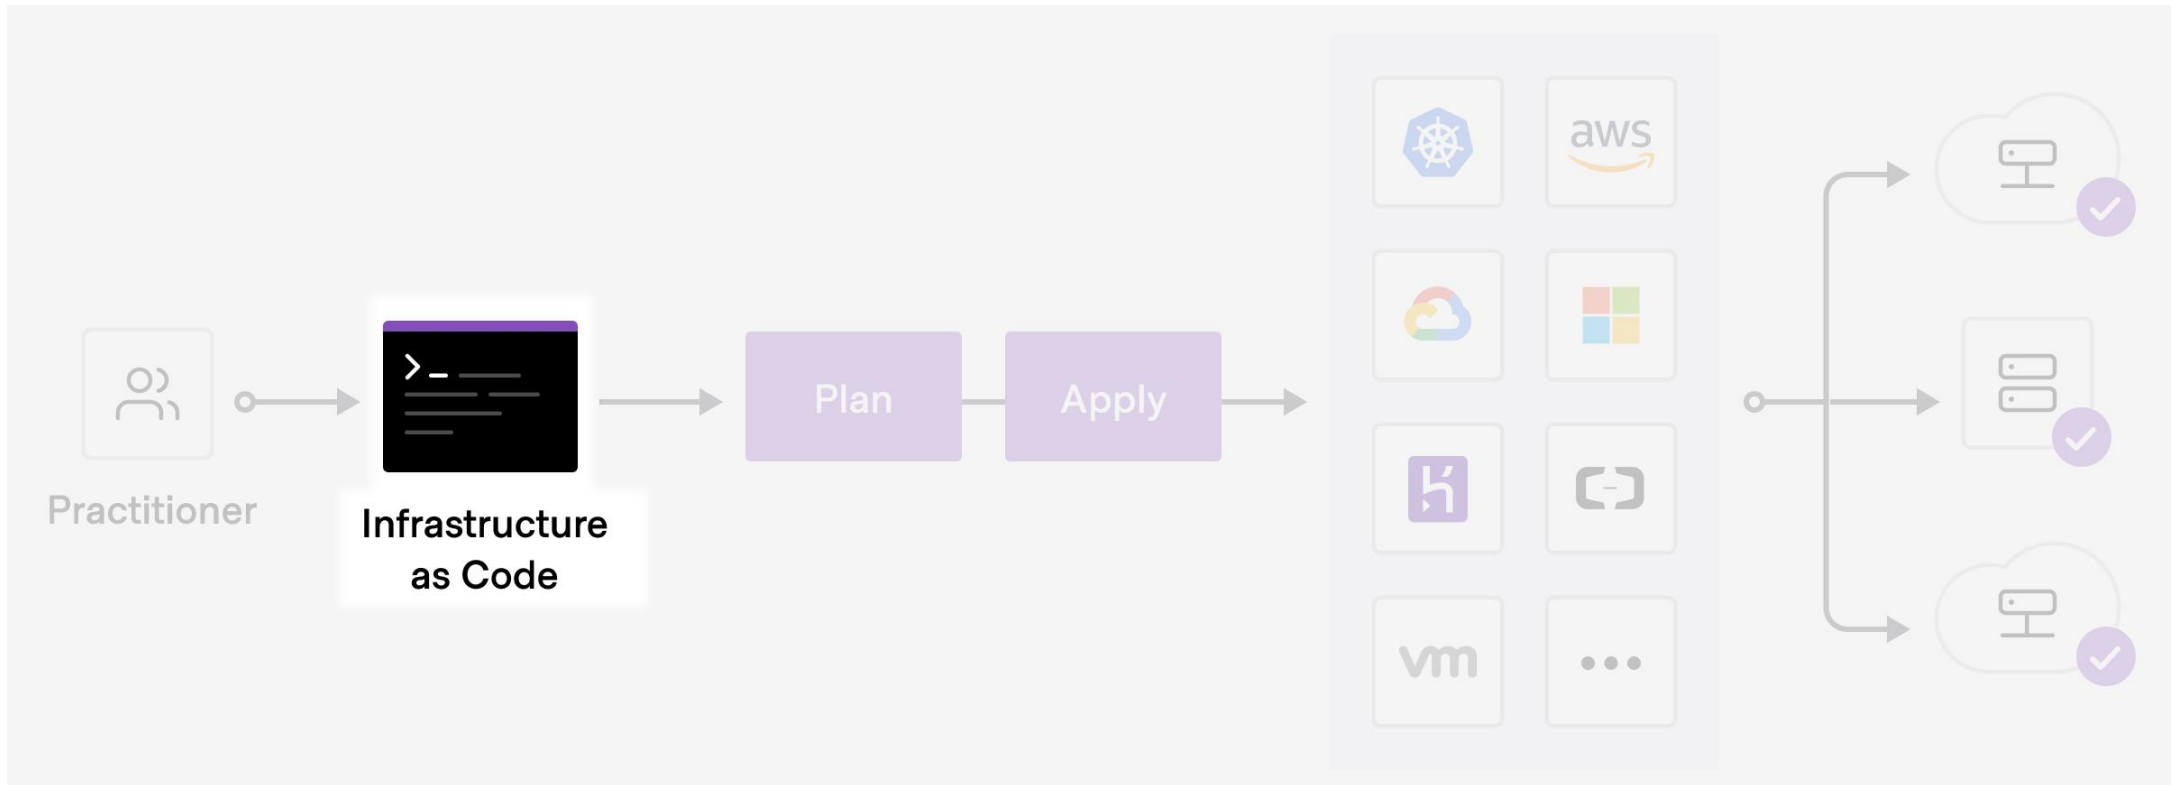 Practitioner
Infrastructure
as Code
Plan
Apply
aws
vm